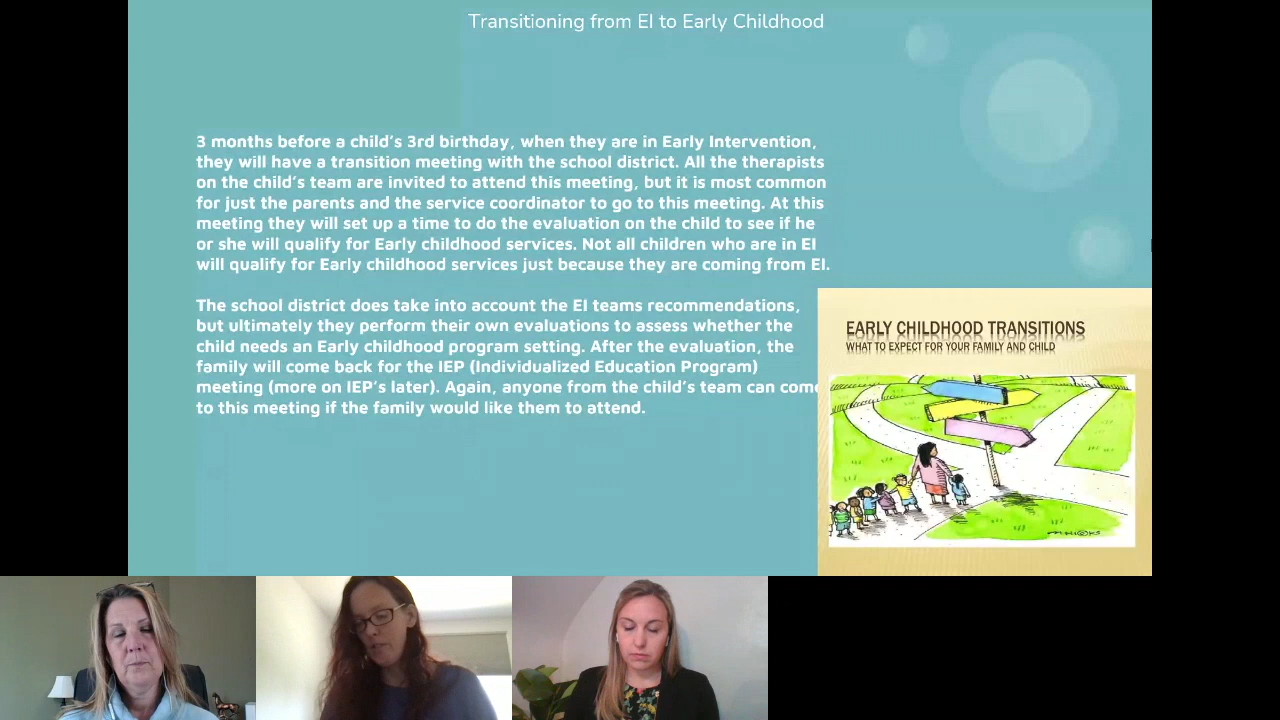 Transitioning from EI to Early Childhood
3 months before a child's 3rd birthday, when they are in Early Intervention,
they will have a transition meeting with the school district. All the therapists
on the child's team are invited to attend this meeting, but it is most common
for just the parents and the service coordinator to go to this meeting. At this
meeting they will set up a time to do the evaluation on the child to see if he
or she will qualify for Early childhood services. Not all children who are in EI
will qualify for Early childhood services just because they are coming from EI.
The school district does take into account the EI teams recommendations,
but ultimately they perform their own evaluations to assess whether the
child needs an Early childhood program setting. After the evaluation, the
family will come back for the IEP (Individualized Education Program)
meeting (more on IEP's later). Again, anyone from the child's team can come
to this meeting if the family would like them to attend.
EARLY CHILDHOOD TRANSITIONS
WHAT TO EXPECT FOR YOUR FAMILY AND CHILD